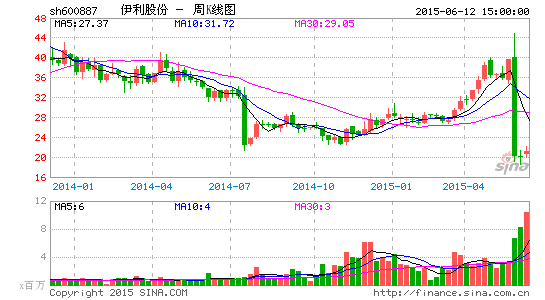 sh600887 伊利股份 - 周K线图 2015-06-12 15:00:00
MA5:27.37 MA10:31.72 MA30:29.05
48
44
40
36
32
28
24
20
16
2014-01 2014-04 2014-07 2014-10 2015-01 2015-04
sina
MA5:6 MA10:4 MA30:3
12
8
4
x百万
Copyright 2015 SINA.COM http://finance.sina.com.cn